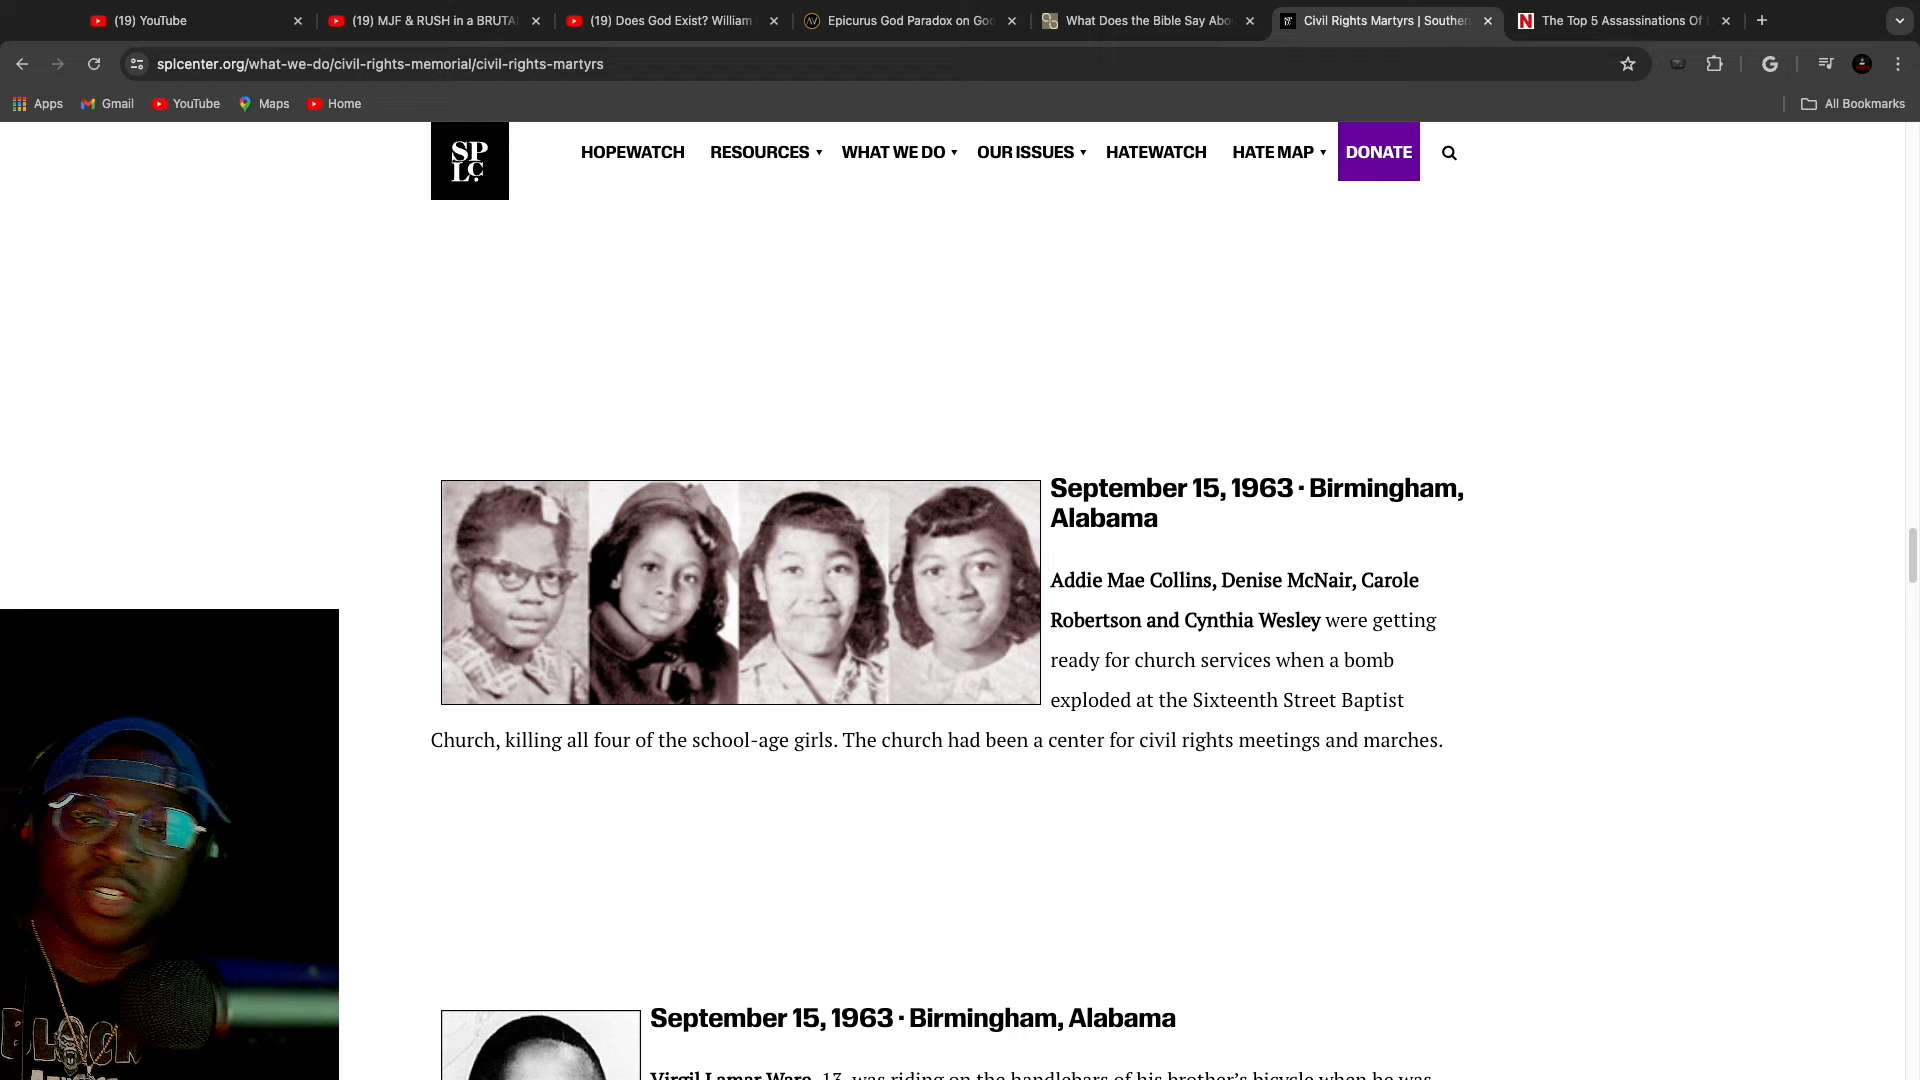 (19) YouTube
(19) MJF & RUSH in a BRUTA
(19) Does God Exist? William
Epicurus God Paradox on Goo
What Does the Bible Say Abo
Civil Rights Martyrs | Southern
The Top 5 Assassinations Of
splcenter.org/what-we-do/civil-rights-memorial/civil-rights-martyrs
Apps
Gmail
YouTube
Maps
Home
All Bookmarks
SP
LC
HOPEWATCH
RESOURCES
WHAT WE DO
OUR ISSUES
HATEWATCH
HATE MAP
DONATE
September 15, 1963 · Birmingham,
Alabama
Addie Mae Collins, Denise McNair, Carole
Robertson and Cynthia Wesley were getting
ready for church services when a bomb
exploded at the Sixteenth Street Baptist
Church, killing all four of the school-age girls. The church had been a center for civil rights meetings and marches.
September 15, 1963 · Birmingham, Alabama
Virgil Lamar Ware, 13, was riding on the handlebars of his brother's bicycle when he was
BLACK